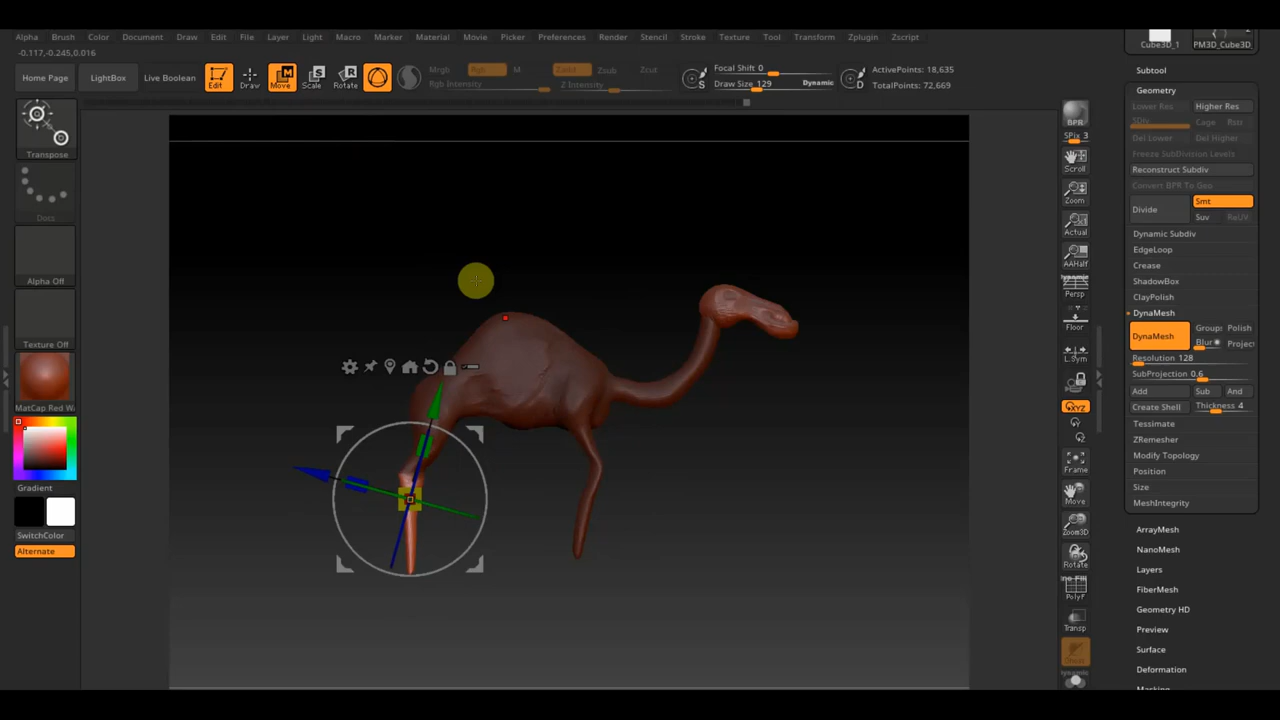 Alpha Brush Color Document Draw Edit File Layer Light Macro Marker Material Movie Picker Preferences Render Stencil Stroke Texture Tool Transform Zplugin Zscript
-0.117,-0.245,0.016
Home Page
LightBox
Live Boolean
Edit
Draw
Move
Scale
Rotate
Mrgb
Rgb
M
Rgb Intensity
Zadd
Zsub
Zcut
Z Intensity
S
Focal Shift 0
Draw Size 129
Dynamic
D
ActivePoints: 18,635
TotalPoints: 72,669
Transpose
Dots
Alpha Off
Texture Off
MatCap Red Wa
Gradient
SwitchColor
Alternate
BPR
SPix 3
Scroll
Zoom
Actual
AAHalf
Dynamic
Persp
Floor
L.Sym
XYZ
Frame
Move
Zoom3D
Rotate
PolyF
Transp
Dynamic
Cube3D_1
PM3D_Cube3D_
Subtool
Geometry
Lower Res
Higher Res
SDiv
Cage
Rstr
Del Lower
Del Higher
Freeze SubDivision Levels
Reconstruct Subdiv
Convert BPR To Geo
Divide
Smt
Suv
ReUV
Dynamic Subdiv
EdgeLoop
Crease
ShadowBox
ClayPolish
DynaMesh
DynaMesh
Groups
Polish
Blur
Project
Resolution 128
SubProjection 0.6
Add
Sub
And
Create Shell
Thickness 4
Tessimate
ZRemesher
Modify Topology
Position
Size
MeshIntegrity
ArrayMesh
NanoMesh
Layers
FiberMesh
Geometry HD
Preview
Surface
Deformation
Masking